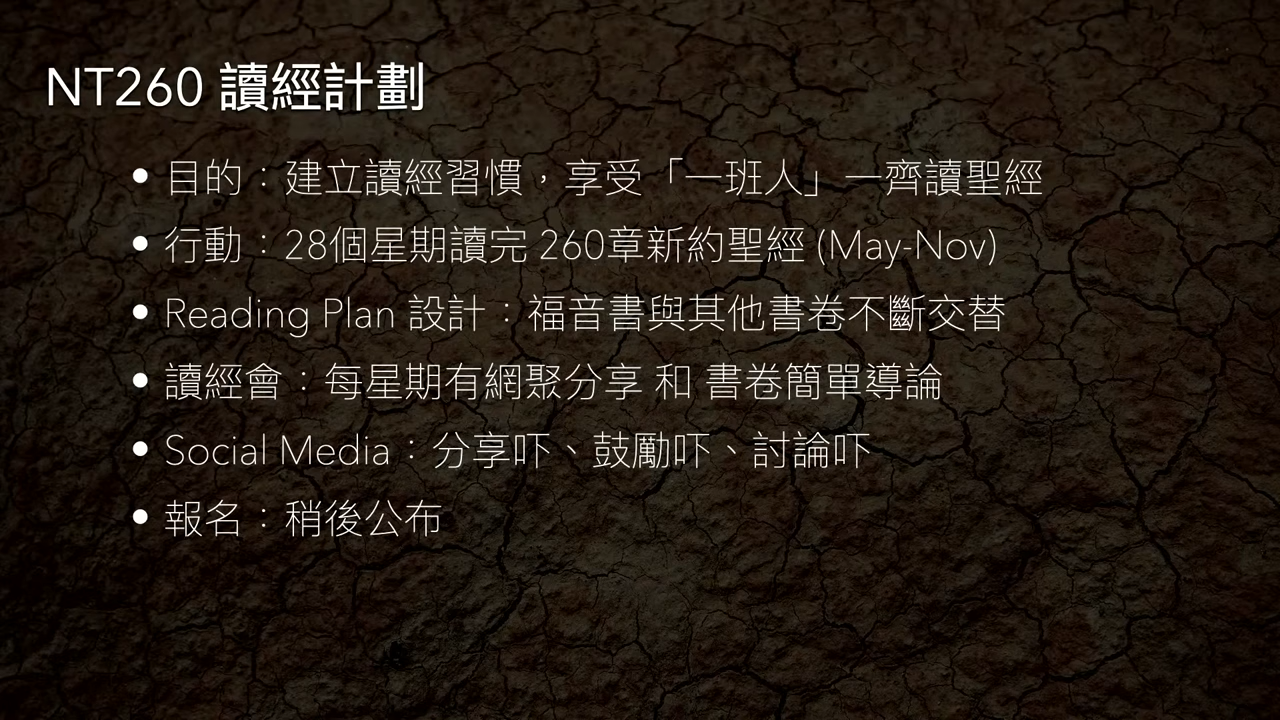 NT260 讀經計劃
• 目的：建立讀經習慣，享受「一班人」一齊讀聖經
• 行動：28個星期讀完 260章新約聖經 (May-Nov)
• Reading Plan 設計：福音書與其他書卷不斷交替
• 讀經會：每星期有網聚分享 和 書卷簡單導論
• Social Media：分享吓、鼓勵吓、討論吓
• 報名：稍後公布